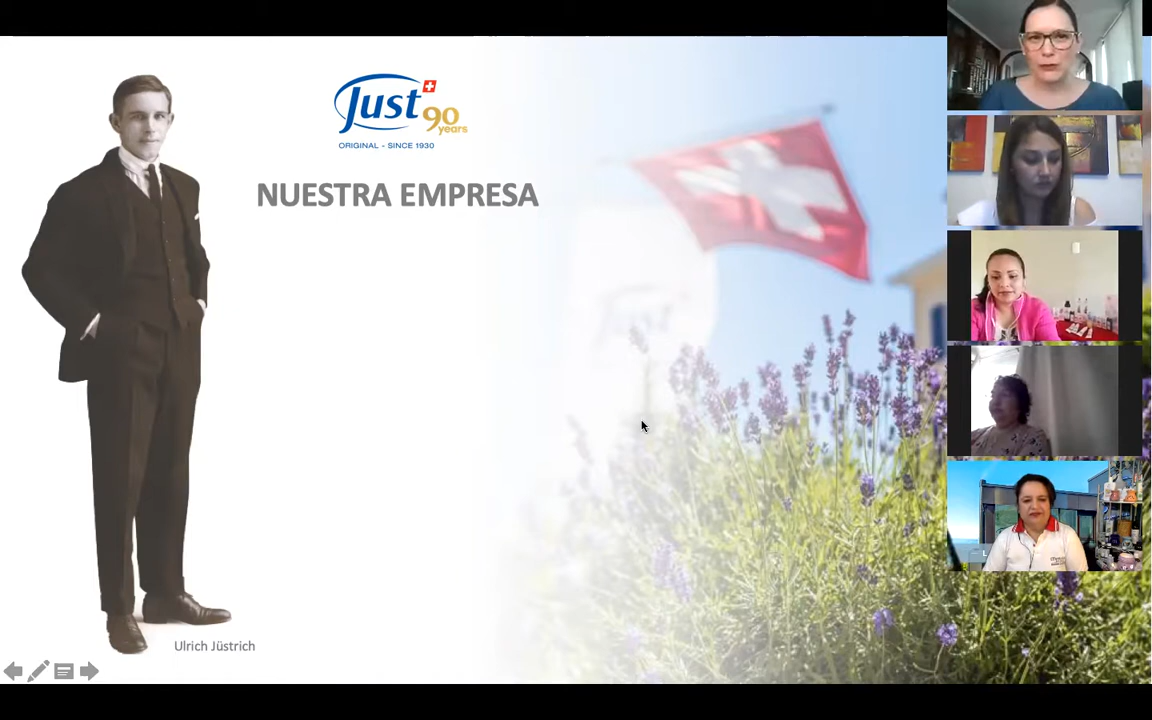 Just
90
years
ORIGINAL - SINCE 1930
NUESTRA EMPRESA
Ulrich Jüstrich